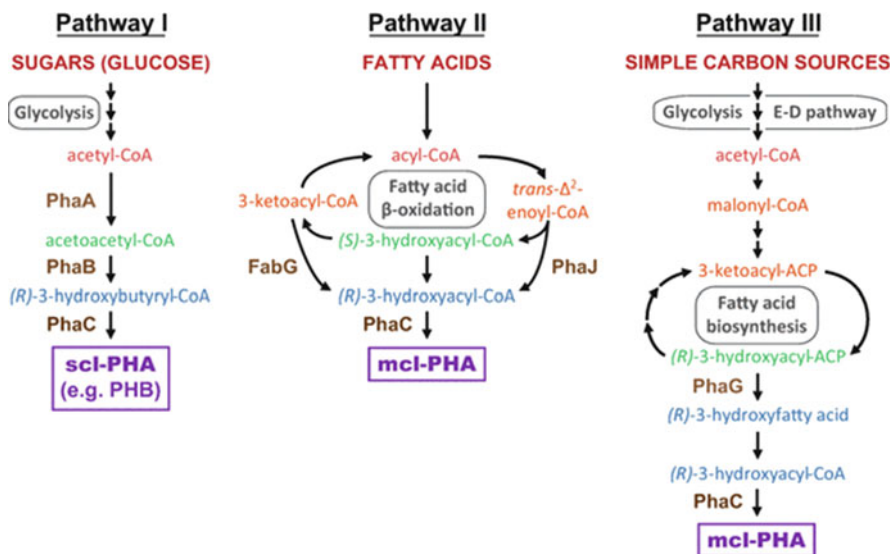 Pathway I
SUGARS (GLUCOSE)
Glycolysis
acetyl-CoA
PhaA
acetoacetyl-CoA
PhaB
(R)-3-hydroxybutyryl-CoA
PhaC
scl-PHA
(e.g. PHB)
Pathway II
FATTY ACIDS
acyl-CoA
3-ketoacyl-CoA
Fatty acid
β-oxidation
trans-Δ²-
enoyl-CoA
(S)-3-hydroxyacyl-CoA
FabG
PhaJ
(R)-3-hydroxyacyl-CoA
PhaC
mcl-PHA
Pathway III
SIMPLE CARBON SOURCES
Glycolysis
E-D pathway
acetyl-CoA
malonyl-CoA
3-ketoacyl-ACP
Fatty acid
biosynthesis
(R)-3-hydroxyacyl-ACP
PhaG
(R)-3-hydroxyfatty acid
(R)-3-hydroxyacyl-CoA
PhaC
mcl-PHA